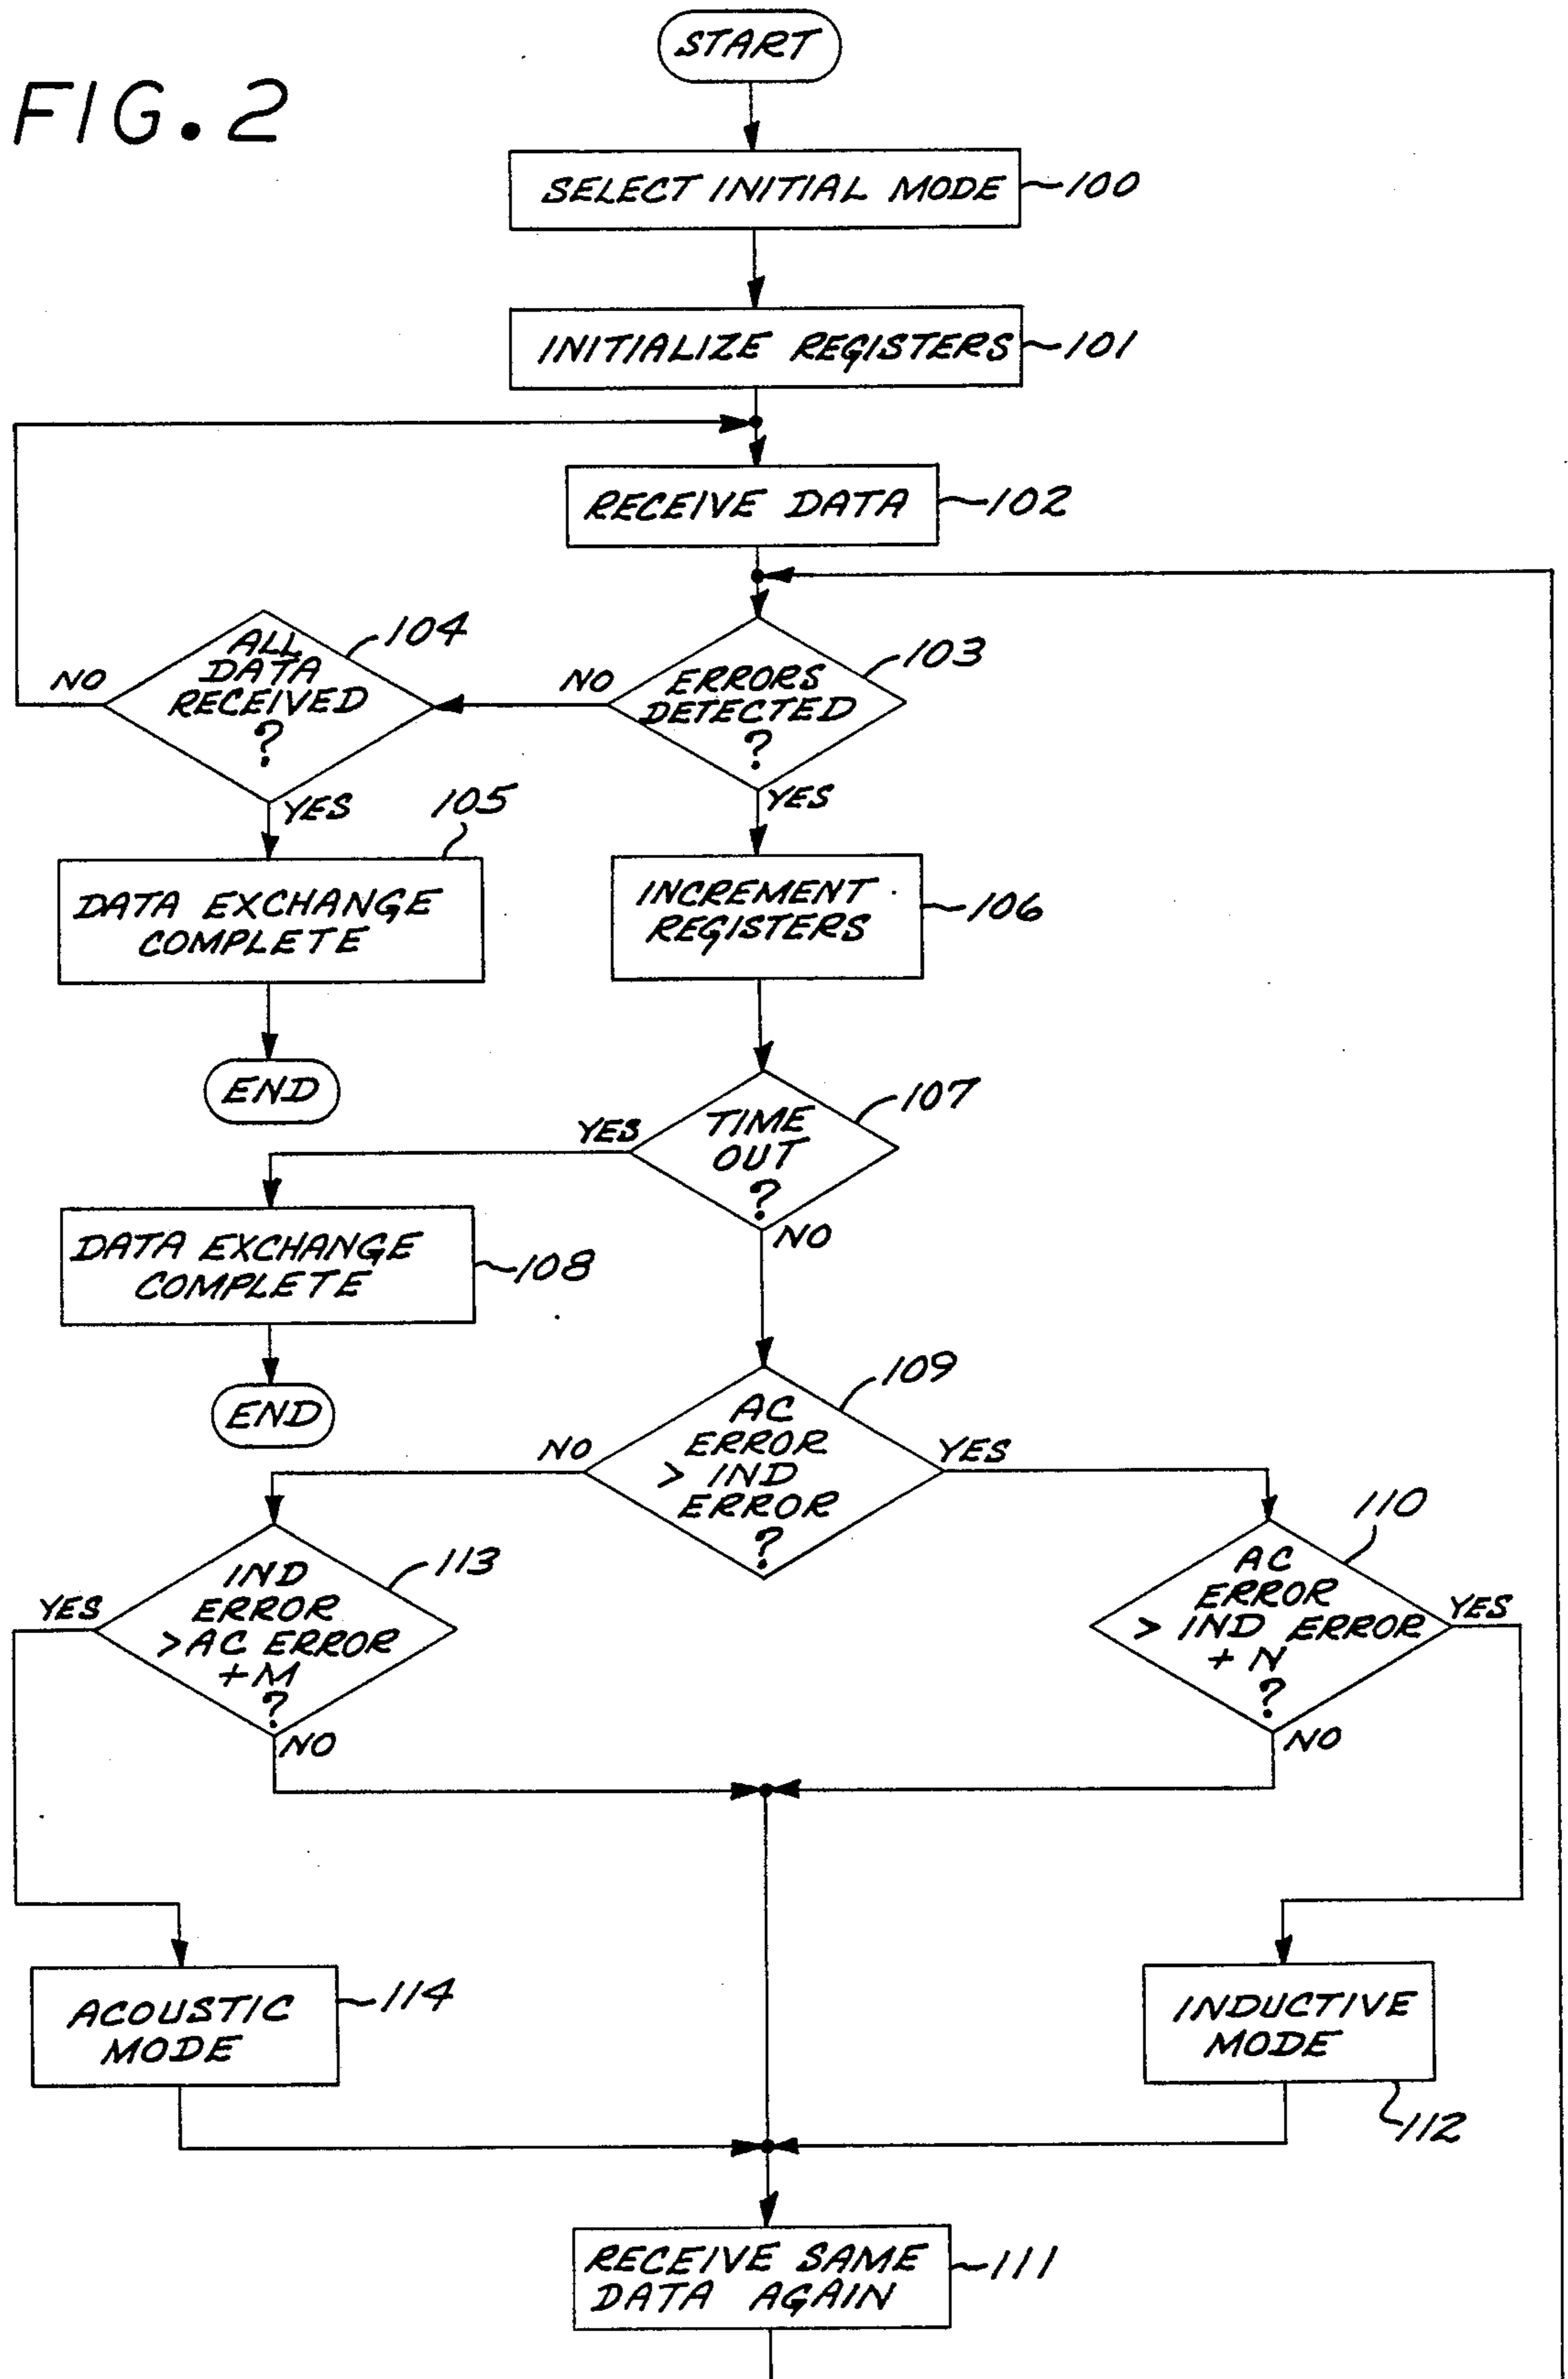 FIG. 2
START
SELECT INITIAL MODE
100
INITIALIZE REGISTERS
101
RECEIVE DATA
102
ALL
DATA
RECEIVED
?
104
NO
YES
ERRORS
DETECTED
?
103
NO
YES
105
DATA EXCHANGE
COMPLETE
INCREMENT
REGISTERS
106
END
TIME
OUT
?
107
YES
NO
DATA EXCHANGE
COMPLETE
108
END
AC
ERROR
> IND
ERROR
?
109
NO
YES
IND
ERROR
> AC ERROR
+ M
?
113
YES
NO
AC
ERROR
> IND ERROR
+ N
?
110
YES
NO
ACOUSTIC
MODE
114
INDUCTIVE
MODE
112
RECEIVE SAME
DATA AGAIN
111